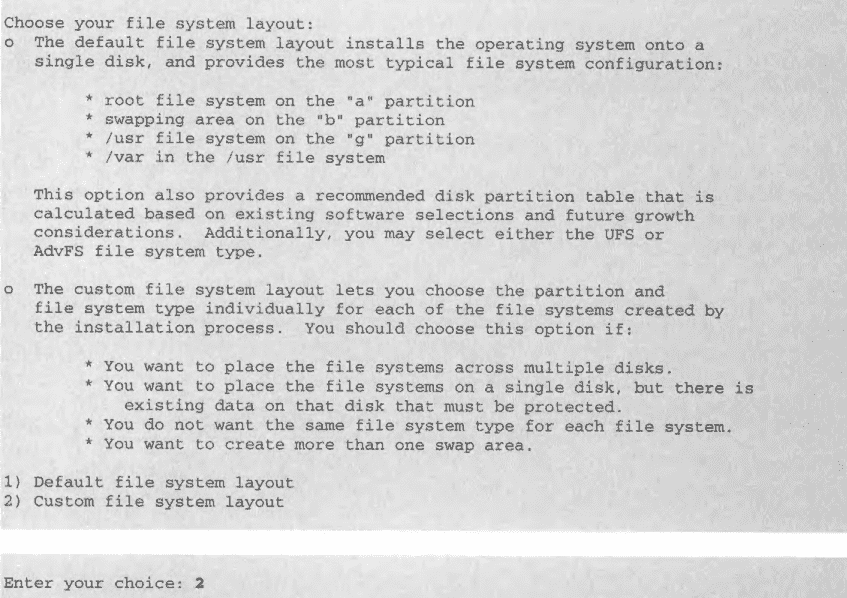 Choose your file system layout:
o The default file system layout installs the operating system onto a
single disk, and provides the most typical file system configuration:
* root file system on the "a" partition
* swapping area on the "b" partition
* /usr file system on the "g" partition
* /var in the /usr file system
This option also provides a recommended disk partition table that is
calculated based on existing software selections and future growth
considerations. Additionally, you may select either the UFS or
AdvFS file system type.
o The custom file system layout lets you choose the partition and
file system type individually for each of the file systems created by
the installation process. You should choose this option if:
* You want to place the file systems across multiple disks.
* You want to place the file systems on a single disk, but there is
existing data on that disk that must be protected.
* You do not want the same file system type for each file system.
* You want to create more than one swap area.
1) Default file system layout
2) Custom file system layout
Enter your choice: 2